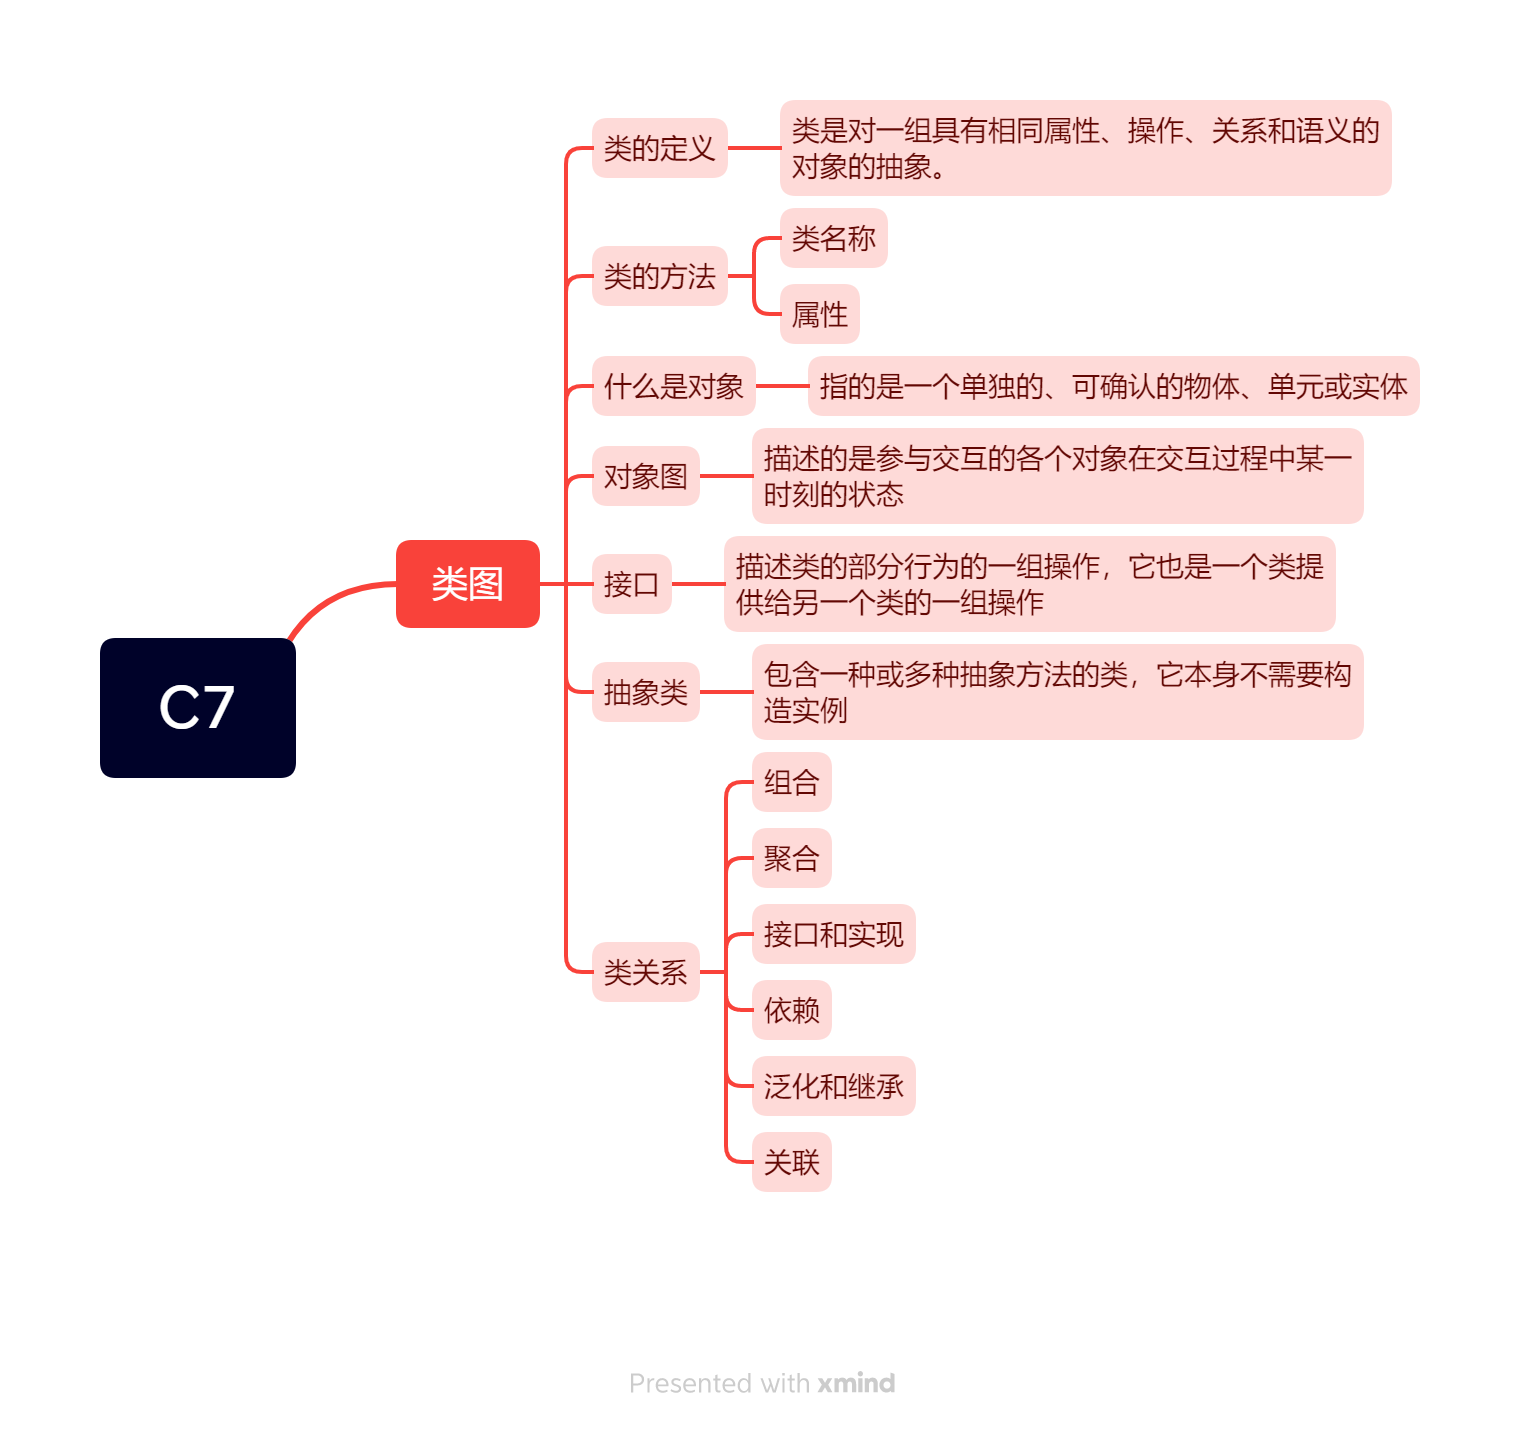 C7
类图
类的定义
类是对一组具有相同属性、操作、关系和语义的
对象的抽象。
类的方法
类名称
属性
什么是对象
指的是一个单独的、可确认的物体、单元或实体
对象图
描述的是参与交互的各个对象在交互过程中某一
时刻的状态
接口
描述类的部分行为的一组操作，它也是一个类提
供给另一个类的一组操作
抽象类
包含一种或多种抽象方法的类，它本身不需要构
造实例
类关系
组合
聚合
接口和实现
依赖
泛化和继承
关联
Presented with xmind